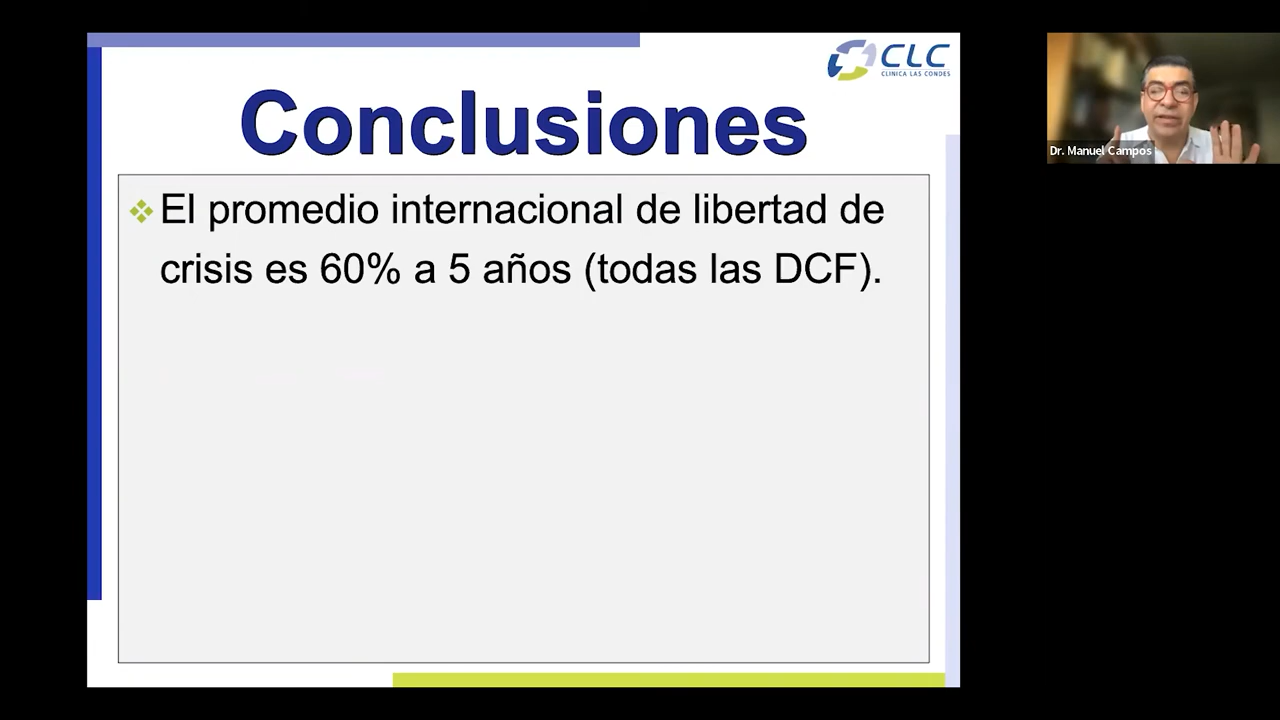 CLC
CLINICA LAS CONDES
Conclusiones
El promedio internacional de libertad de
crisis es 60% a 5 años (todas las DCF).
Dr. Manuel Campos